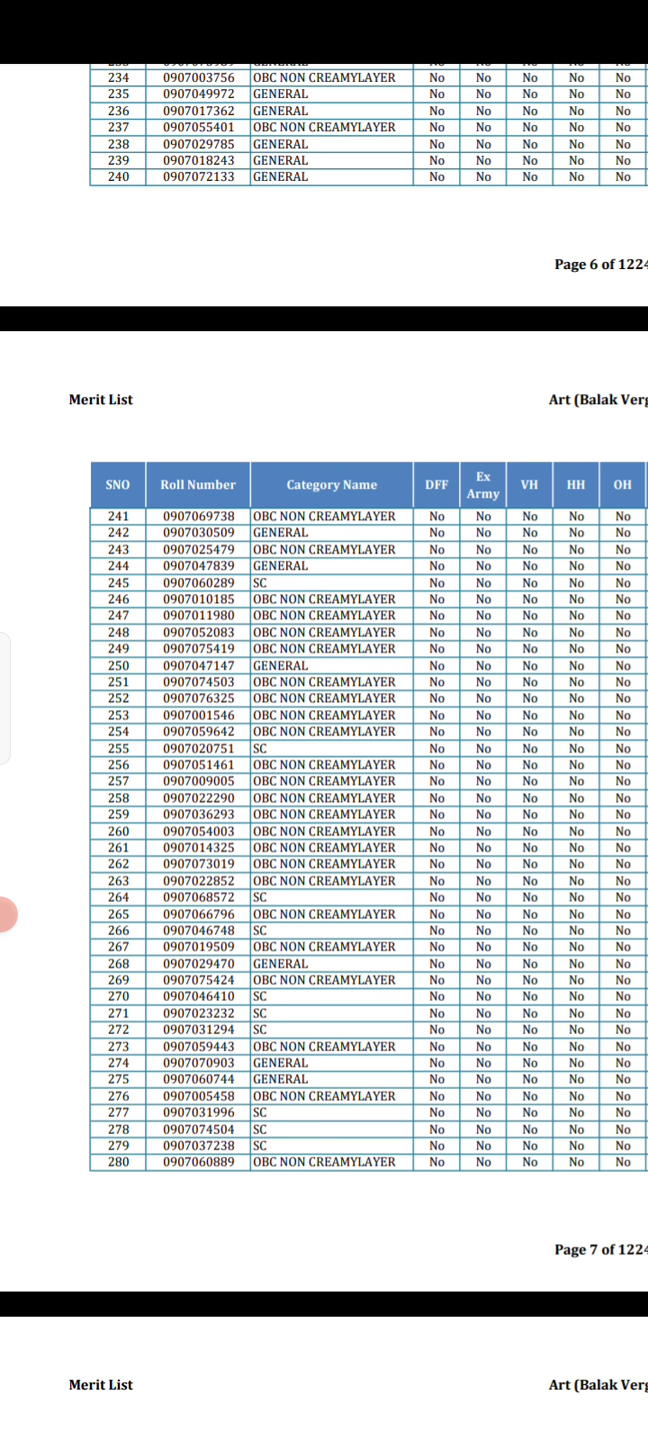 234 0907003756 OBC NON CREAMYLAYER No No No No No
235 0907049972 GENERAL No No No No No
236 0907017362 GENERAL No No No No No
237 0907055401 OBC NON CREAMYLAYER No No No No No
238 0907029785 GENERAL No No No No No
239 0907018243 GENERAL No No No No No
240 0907072133 GENERAL No No No No No
Page 6 of 1224
Merit List Art (Balak Verg
SNO Roll Number Category Name DFF Ex Army VH HH OH
241 0907069738 OBC NON CREAMYLAYER No No No No No
242 0907030509 GENERAL No No No No No
243 0907025479 OBC NON CREAMYLAYER No No No No No
244 0907047839 GENERAL No No No No No
245 0907060289 SC No No No No No
246 0907010185 OBC NON CREAMYLAYER No No No No No
247 0907011980 OBC NON CREAMYLAYER No No No No No
248 0907052083 OBC NON CREAMYLAYER No No No No No
249 0907075419 OBC NON CREAMYLAYER No No No No No
250 0907047147 GENERAL No No No No No
251 0907074503 OBC NON CREAMYLAYER No No No No No
252 0907076325 OBC NON CREAMYLAYER No No No No No
253 0907001546 OBC NON CREAMYLAYER No No No No No
254 0907059642 OBC NON CREAMYLAYER No No No No No
255 0907020751 SC No No No No No
256 0907051461 OBC NON CREAMYLAYER No No No No No
257 0907009005 OBC NON CREAMYLAYER No No No No No
258 0907022290 OBC NON CREAMYLAYER No No No No No
259 0907036293 OBC NON CREAMYLAYER No No No No No
260 0907054003 OBC NON CREAMYLAYER No No No No No
261 0907014325 OBC NON CREAMYLAYER No No No No No
262 0907073019 OBC NON CREAMYLAYER No No No No No
263 0907022852 OBC NON CREAMYLAYER No No No No No
264 0907068572 SC No No No No No
265 0907066796 OBC NON CREAMYLAYER No No No No No
266 0907046748 SC No No No No No
267 0907019509 OBC NON CREAMYLAYER No No No No No
268 0907029470 GENERAL No No No No No
269 0907075424 OBC NON CREAMYLAYER No No No No No
270 0907046410 SC No No No No No
271 0907023232 SC No No No No No
272 0907031294 SC No No No No No
273 0907059443 OBC NON CREAMYLAYER No No No No No
274 0907070903 GENERAL No No No No No
275 0907060744 GENERAL No No No No No
276 0907005458 OBC NON CREAMYLAYER No No No No No
277 0907031996 SC No No No No No
278 0907074504 SC No No No No No
279 0907037238 SC No No No No No
280 0907060889 OBC NON CREAMYLAYER No No No No No
Page 7 of 1224
Merit List Art (Balak Verg